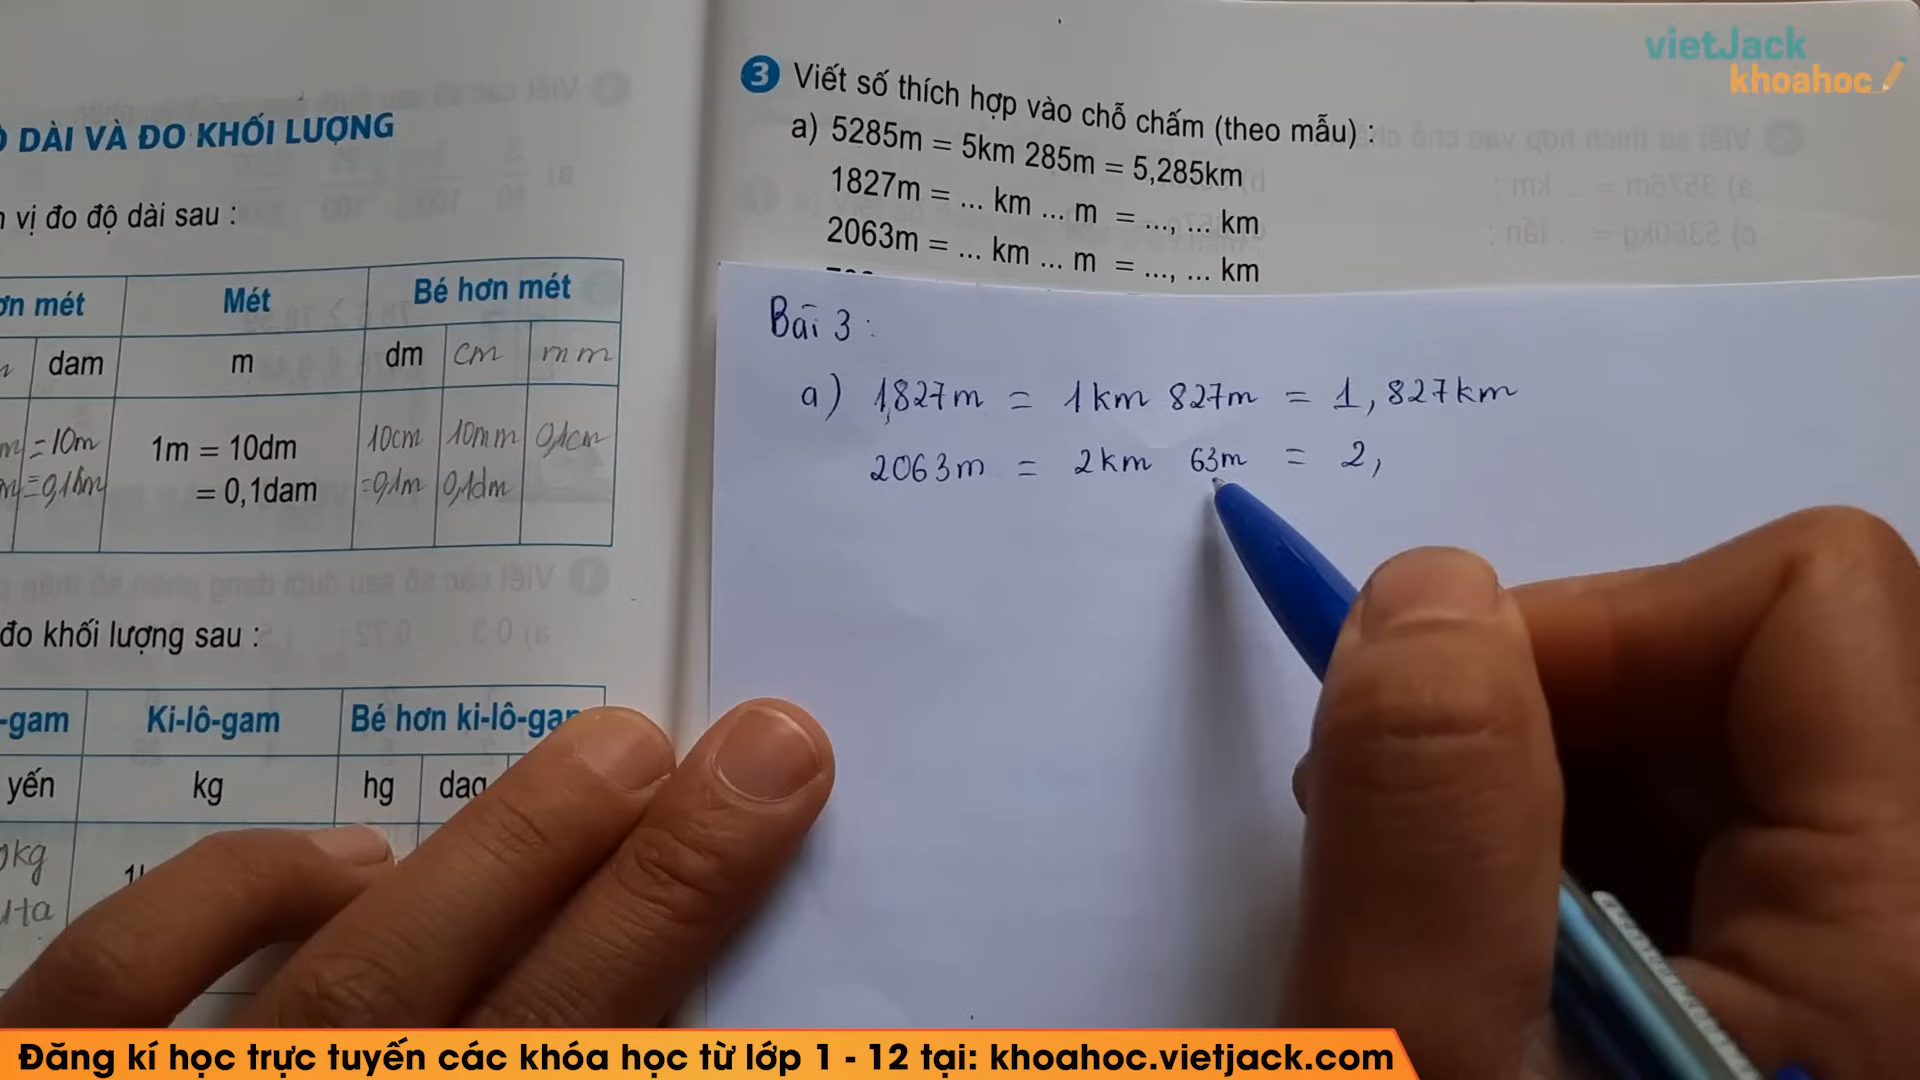 vietJack
khoahoc
DÀI VÀ ĐO KHỐI LƯỢNG
vị đo độ dài sau :
mét Mét Bé hơn mét
dam m dm cm mm
= 10m 1m = 10dm 10cm 10mm 0,1cm
= 0,1dam = 0,1m 0,1dm
đo khối lượng sau :
-gam Ki-lô-gam Bé hơn ki-lô-gam
yến kg hg dag
kg
tạ
3 Viết số thích hợp vào chỗ chấm (theo mẫu) :
a) 5285m = 5km 285m = 5,285km
1827m = ... km ... m = ..., ... km
2063m = ... km ... m = ..., ... km
Bài 3 :
a) 1,827m = 1km 827m = 1,827km
2063m = 2km 63m = 2,
Đăng kí học trực tuyến các khóa học từ lớp 1 - 12 tại: khoahoc.vietjack.com